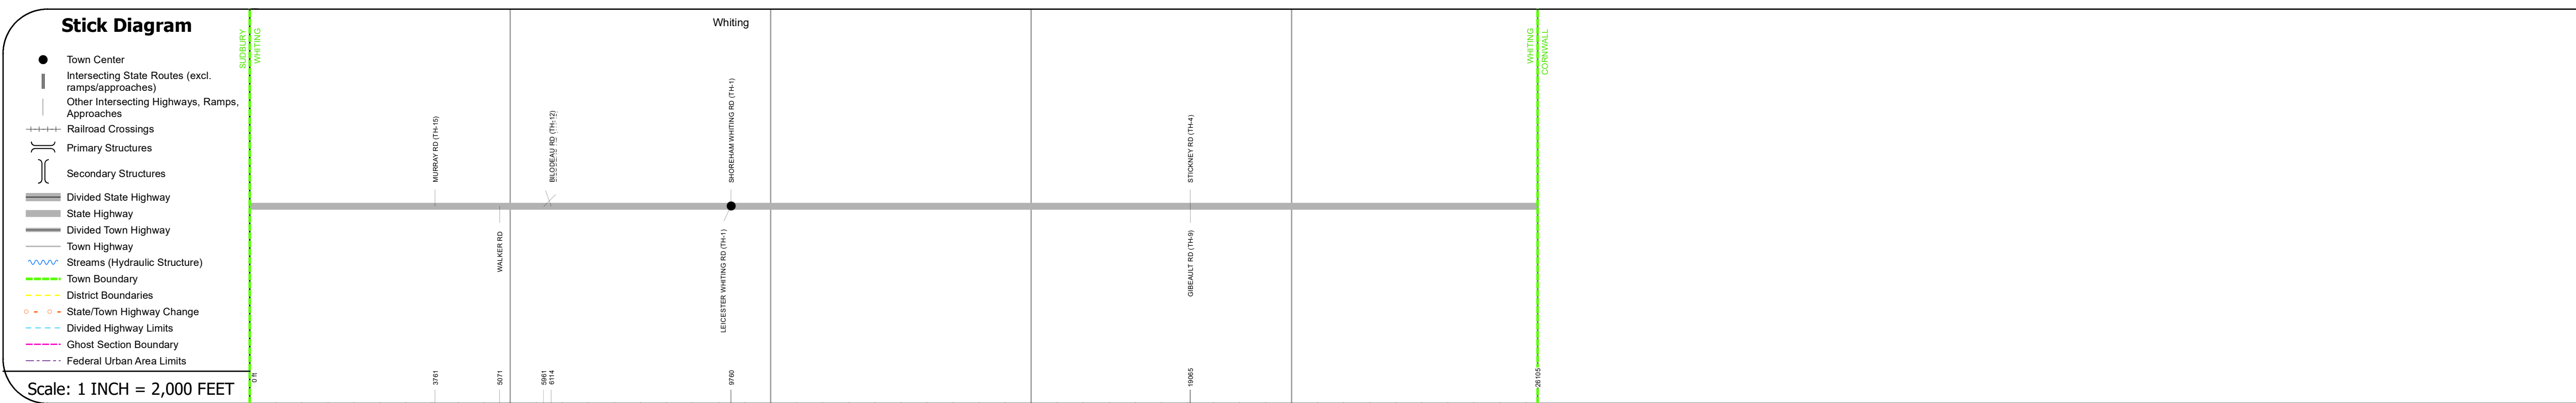 Stick Diagram
Town Center
Intersecting State Routes (excl.
ramps/approaches)
Other Intersecting Highways, Ramps,
Approaches
Railroad Crossings
Primary Structures
Secondary Structures
Divided State Highway
State Highway
Divided Town Highway
Town Highway
Streams (Hydraulic Structure)
Town Boundary
District Boundaries
State/Town Highway Change
Divided Highway Limits
Ghost Section Boundary
Federal Urban Area Limits
Scale: 1 INCH = 2,000 FEET
SUDBURY
WHITING
Whiting
WHITING
CORNWALL
MURRAY RD (TH-15)
BILODEAU RD (TH-12)
SHOREHAM WHITING RD (TH-1)
STICKNEY RD (TH-4)
WALKER RD
LEICESTER WHITING RD (TH-1)
GIBEAULT RD (TH-9)
0 ft
3761
5071
5961
6114
9760
19065
26105